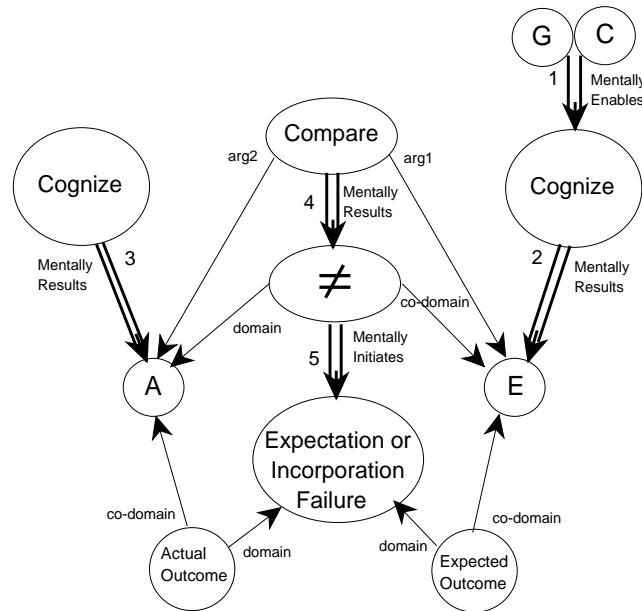 G C
1 Mentally
Enables
Compare
arg2 arg1
Cognize
Cognize
4 Mentally
Results
3
Mentally
Results
2 Mentally
Results
≠
domain
co-domain
5 Mentally
Initiates
A
E
Expectation or
Incorporation
Failure
co-domain
co-domain
domain
domain
Actual
Outcome
Expected
Outcome